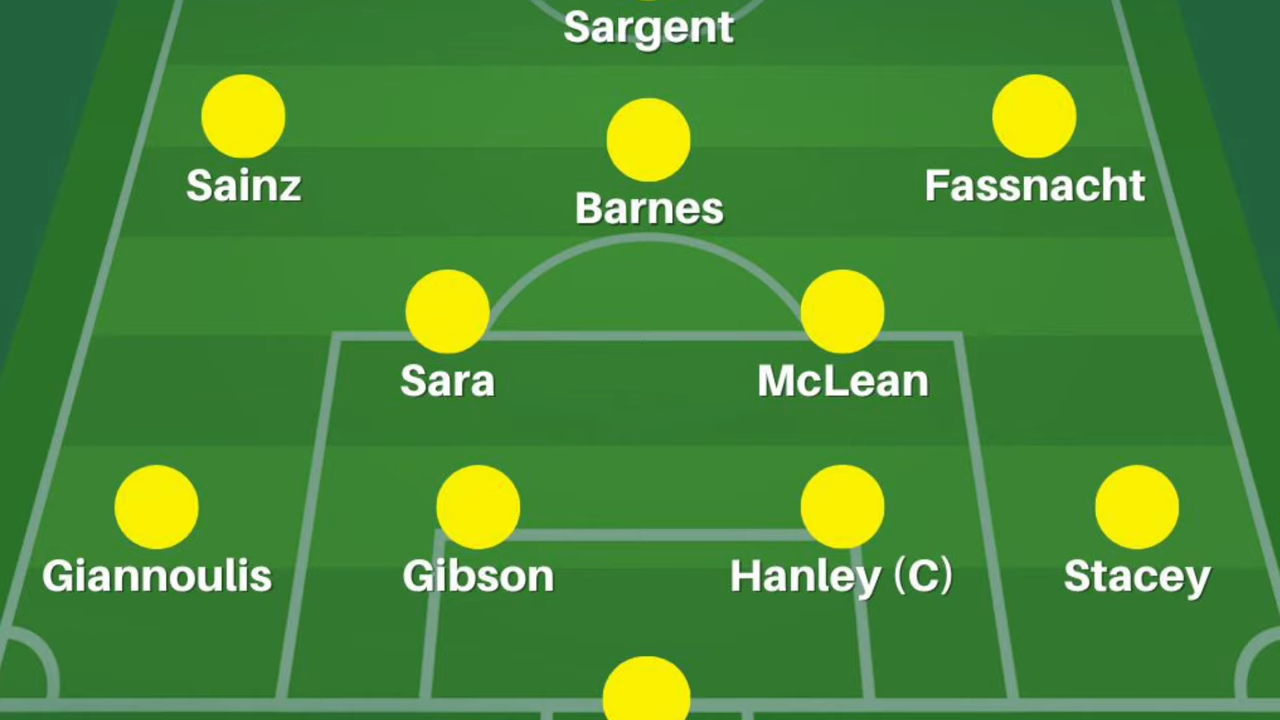 Sargent
Sainz
Barnes
Fassnacht
Sara
McLean
Giannoulis
Gibson
Hanley (C)
Stacey